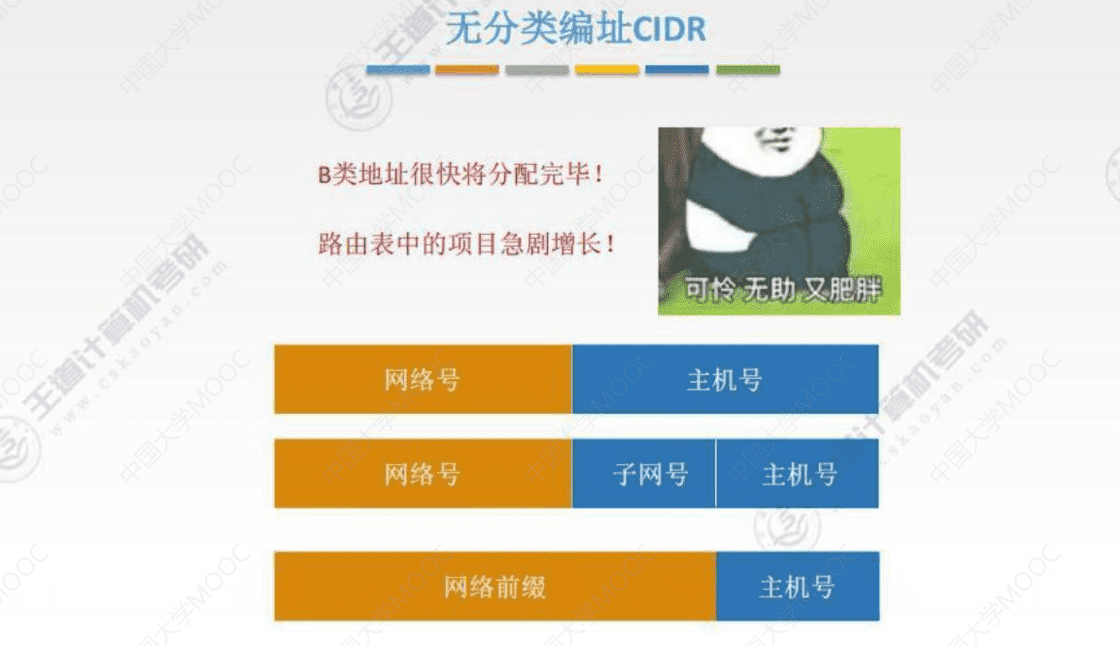 无分类编址CIDR
B类地址很快将分配完毕！
路由表中的项目急剧增长！
可怜 无助 又肥胖
网络号 主机号
网络号 子网号 主机号
网络前缀 主机号
王道计算机考研
www.cskaoyan.com
中国大学MOOC